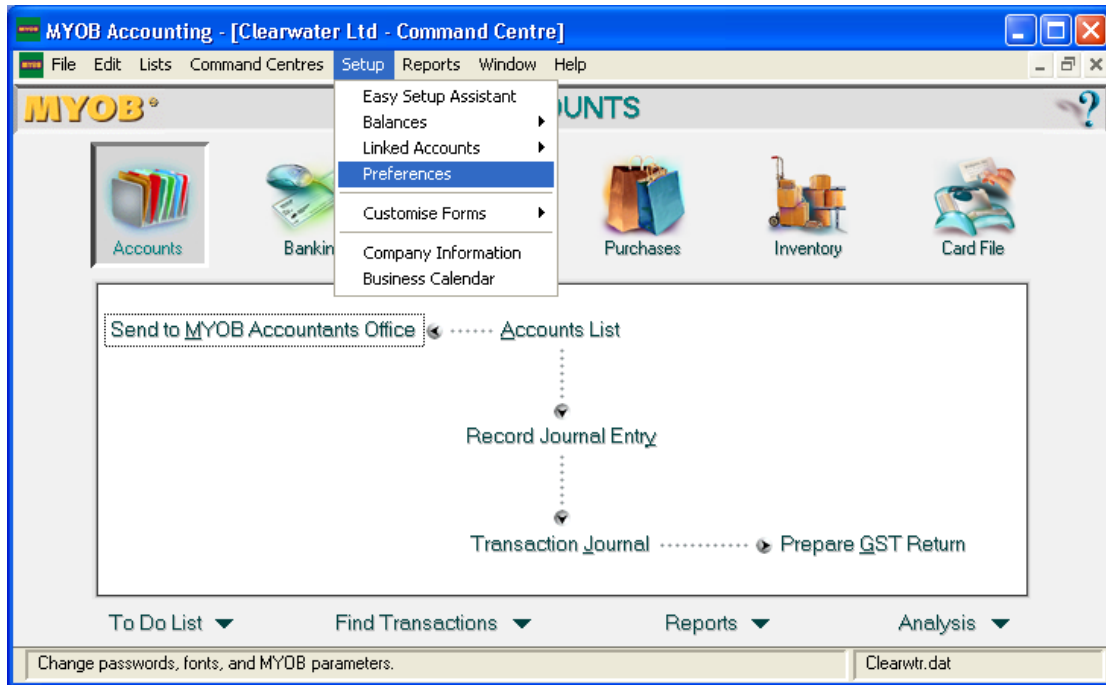 MYOB MYOB Accounting - [Clearwater Ltd - Command Centre]
File Edit Lists Command Centres Setup Reports Window Help
MYOB® OUNTS ?
Easy Setup Assistant
Balances
Linked Accounts
Preferences
Customise Forms
Company Information
Business Calendar
Accounts Bankin Purchases Inventory Card File
Send to MYOB Accountants Office Accounts List
Record Journal Entry
Transaction Journal Prepare GST Return
To Do List Find Transactions Reports Analysis
Change passwords, fonts, and MYOB parameters. Clearwtr.dat